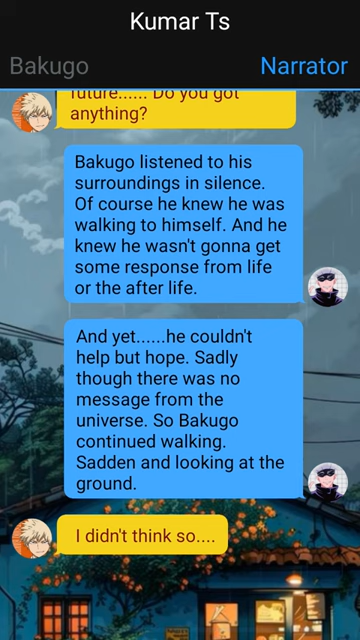 Kumar Ts
Bakugo
Narrator
future...... Do you got
anything?
Bakugo listened to his
surroundings in silence.
Of course he knew he was
walking to himself. And he
knew he wasn't gonna get
some response from life
or the after life.
And yet......he couldn't
help but hope. Sadly
though there was no
message from the
universe. So Bakugo
continued walking.
Sadden and looking at the
ground.
I didn't think so....